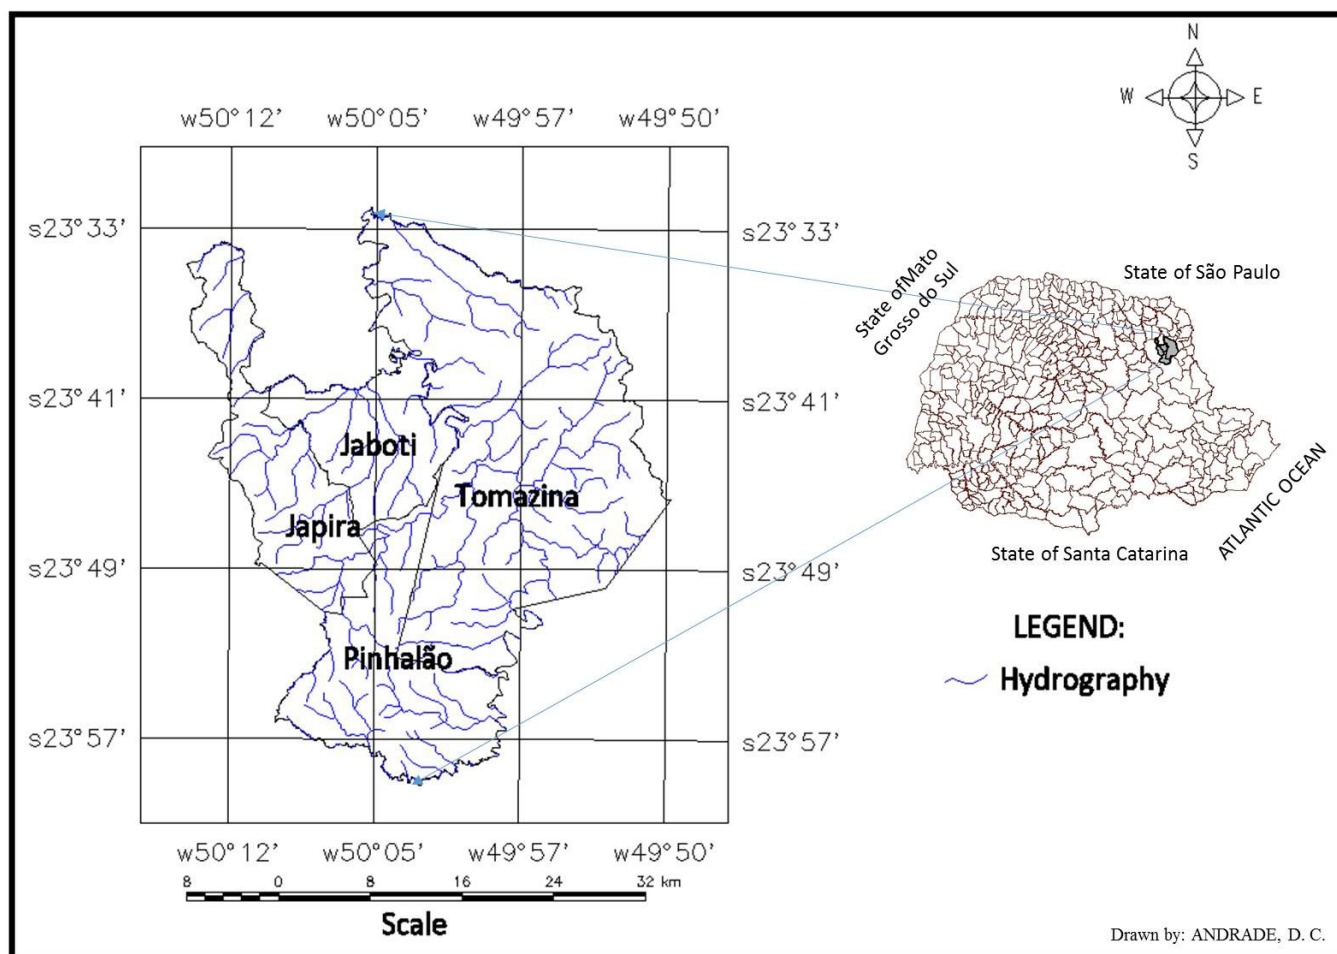 N
W
E
S
w50°12' w50°05' w49°57' w49°50'
s23°33'
s23°33'
State ofMato
Grosso do Sul
State of São Paulo
s23°41'
s23°41'
Jaboti
Tomazina
Japira
ATLANTIC OCEAN
State of Santa Catarina
s23°49'
s23°49'
LEGEND:
Pinhalão
Hydrography
s23°57'
s23°57'
w50°12' w50°05' w49°57' w49°50'
8 0 8 16 24 32 km
Scale
Drawn by: ANDRADE, D. C.